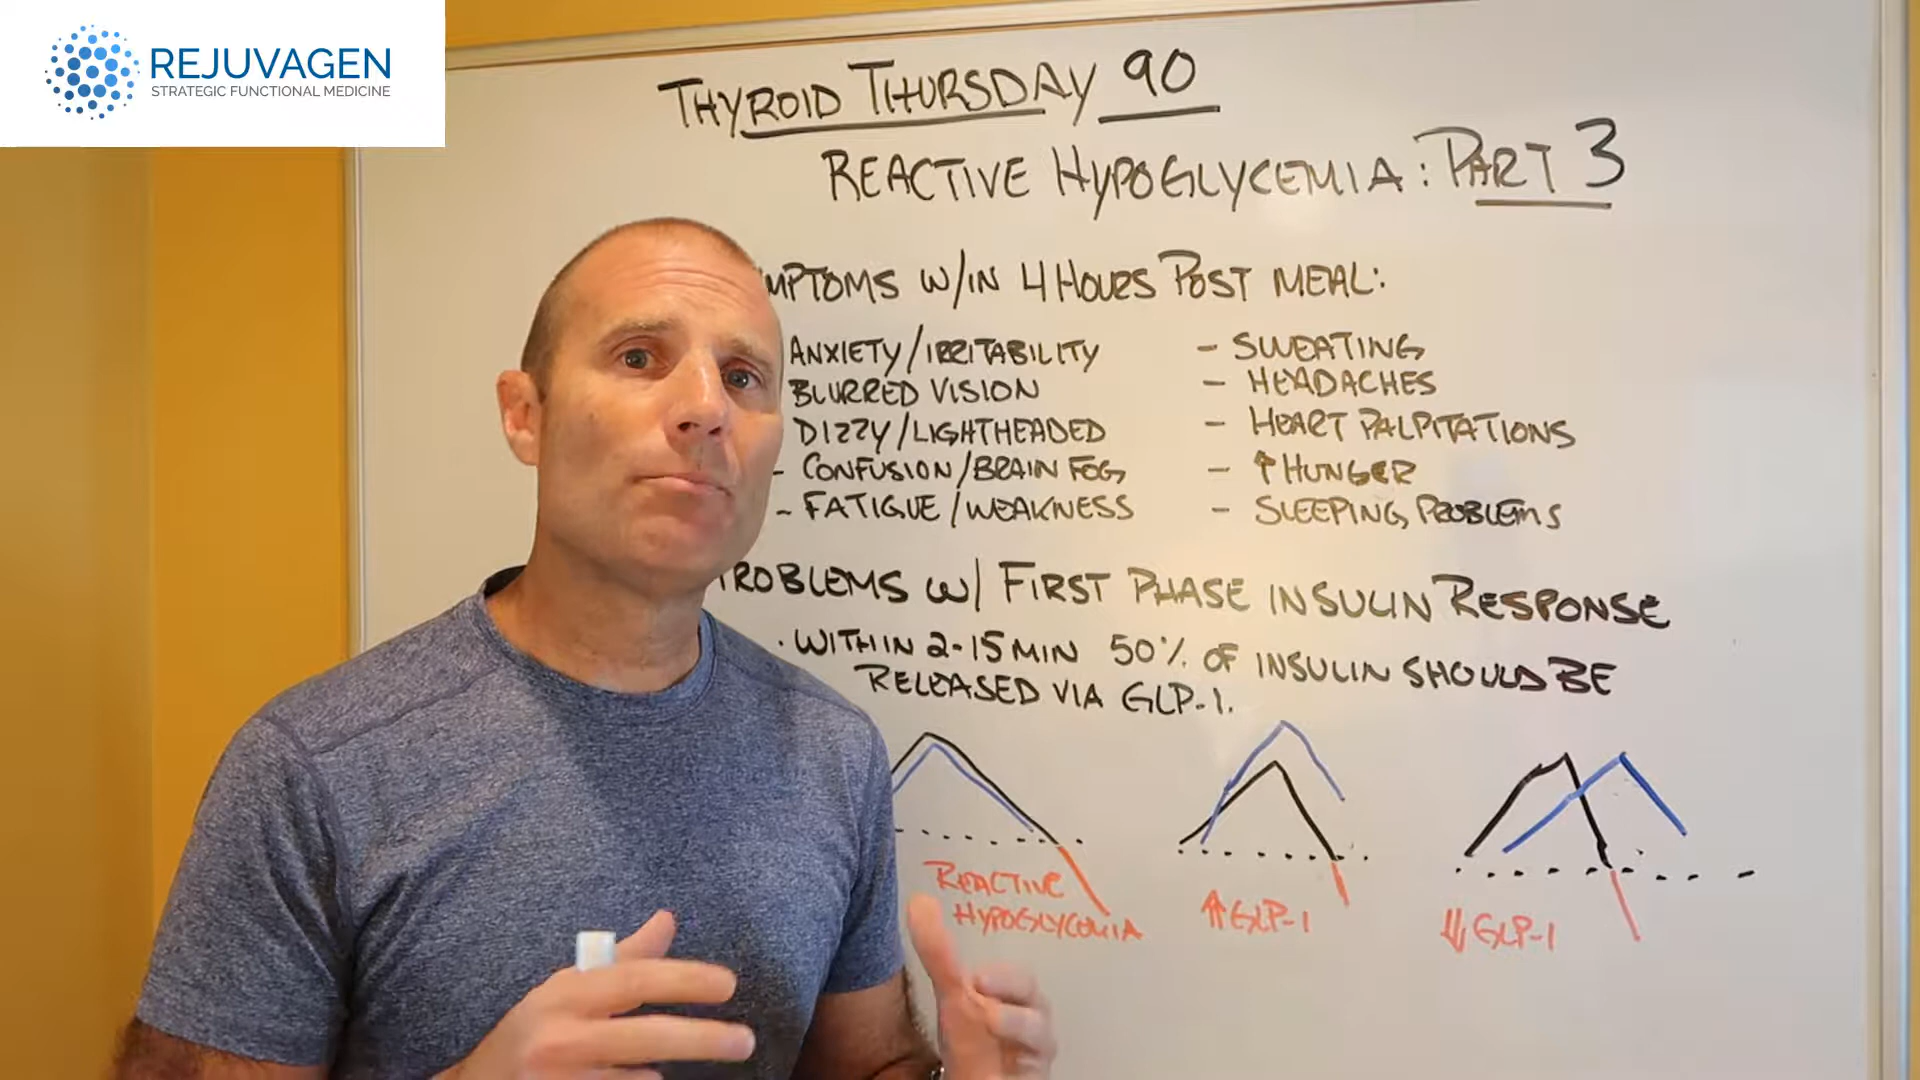 REJUVAGEN
STRATEGIC FUNCTIONAL MEDICINE
THYROID THURSDAY 90
REACTIVE HYPOGLYCEMIA: PART 3
MPTOMS W/IN 4 HOURS POST MEAL:
ANXIETY/IRRITABILITY
BLURRED VISION
DIZZY/LIGHTHEADED
- CONFUSION/BRAIN FOG
- FATIGUE/WEAKNESS
- SWEATING
- HEADACHES
- HEART PALPITATIONS
- ↑ HUNGER
- SLEEPING PROBLEMS
ROBLEMS W/ FIRST PHASE INSULIN RESPONSE
· WITHIN 2-15 MIN 50% OF INSULIN SHOULD BE
RELEASED VIA GLP-1.
REACTIVE
HYPOGLYCEMIA
⇑ GLP-1
⇓ GLP-1